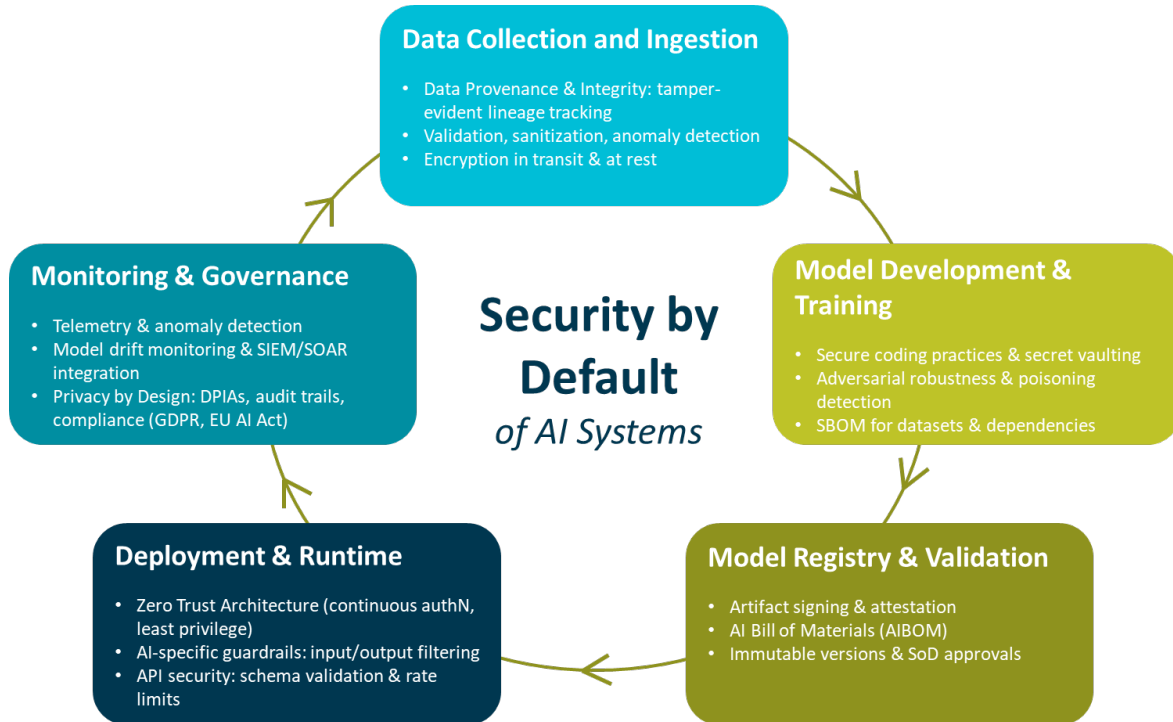 Data Collection and Ingestion
• Data Provenance & Integrity: tamper-
evident lineage tracking
• Validation, sanitization, anomaly detection
• Encryption in transit & at rest
Model Development &
Training
• Secure coding practices & secret vaulting
• Adversarial robustness & poisoning
detection
• SBOM for datasets & dependencies
Model Registry & Validation
• Artifact signing & attestation
• AI Bill of Materials (AIBOM)
• Immutable versions & SoD approvals
Deployment & Runtime
• Zero Trust Architecture (continuous authN,
least privilege)
• AI-specific guardrails: input/output filtering
• API security: schema validation & rate
limits
Monitoring & Governance
• Telemetry & anomaly detection
• Model drift monitoring & SIEM/SOAR
integration
• Privacy by Design: DPIAs, audit trails,
compliance (GDPR, EU AI Act)
Security by
Default
of AI Systems